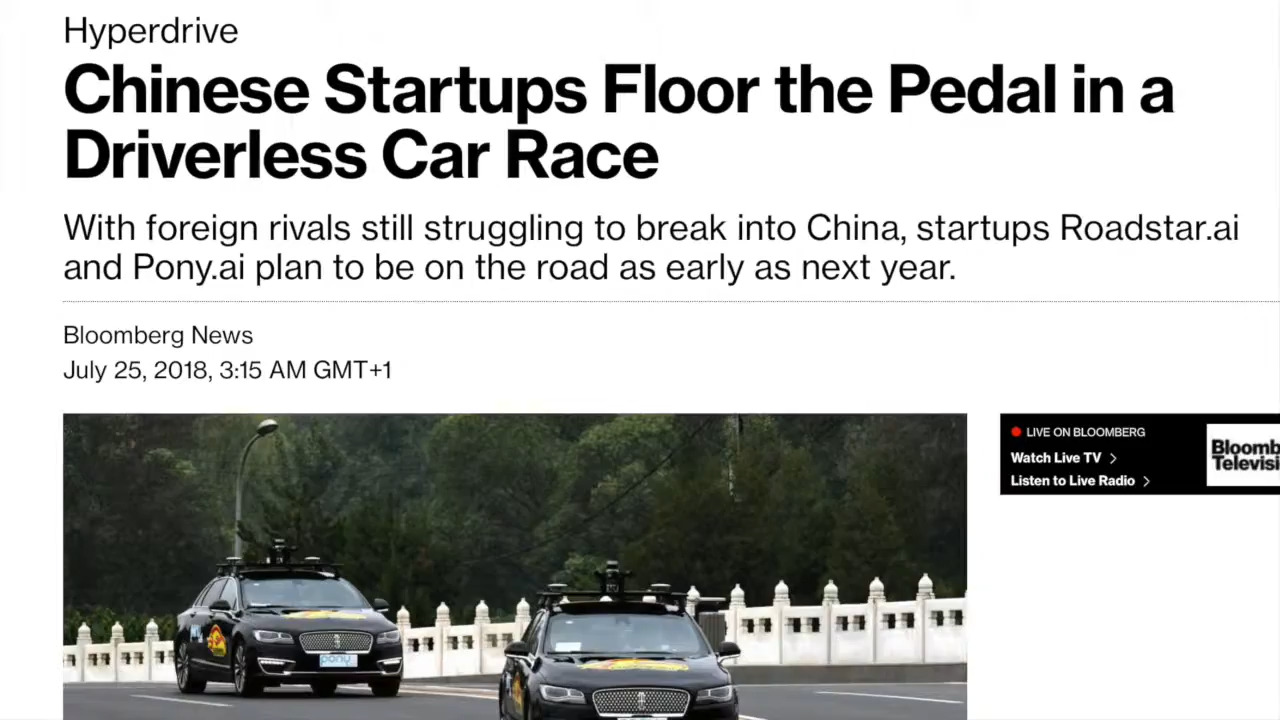 Hyperdrive
Chinese Startups Floor the Pedal in a
Driverless Car Race
With foreign rivals still struggling to break into China, startups Roadstar.ai
and Pony.ai plan to be on the road as early as next year.
Bloomberg News
July 25, 2018, 3:15 AM GMT+1
LIVE ON BLOOMBERG
Watch Live TV
Listen to Live Radio
Bloomb
Televisi
pony